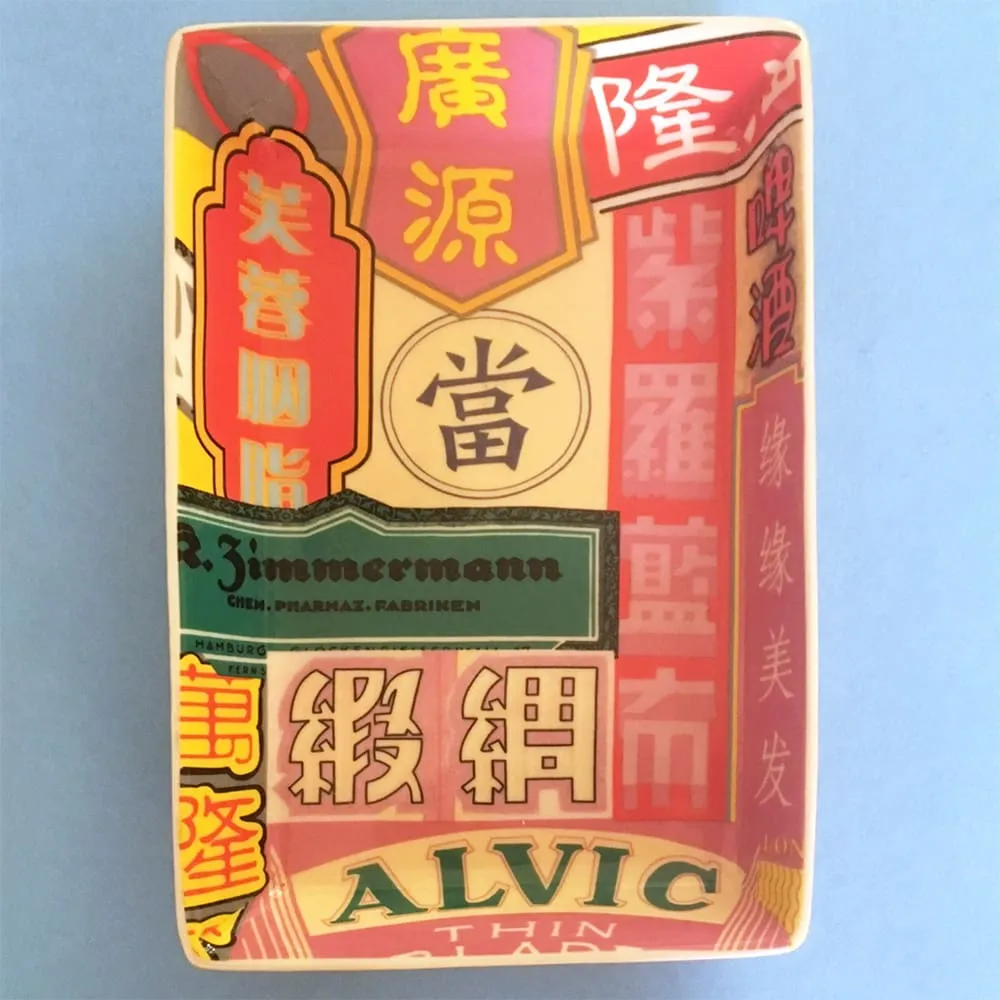 廣源
隆
芙蓉胭脂
當
紫羅藍布
啤酒
缘缘美发
R. Zimmermann
CHEM. PHARMAZ. FABRIKEN
HAMBURG
FERNS
萬隆
緞綢
ALVIC
THIN